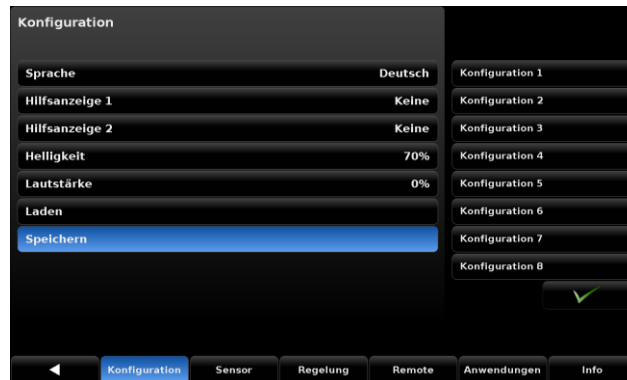 Konfiguration
Sprache Deutsch
Hilfsanzeige 1 Keine
Hilfsanzeige 2 Keine
Helligkeit 70%
Lautstärke 0%
Laden
Speichern
Konfiguration 1
Konfiguration 2
Konfiguration 3
Konfiguration 4
Konfiguration 5
Konfiguration 6
Konfiguration 7
Konfiguration 8
Konfiguration Sensor Regelung Remote Anwendungen Info